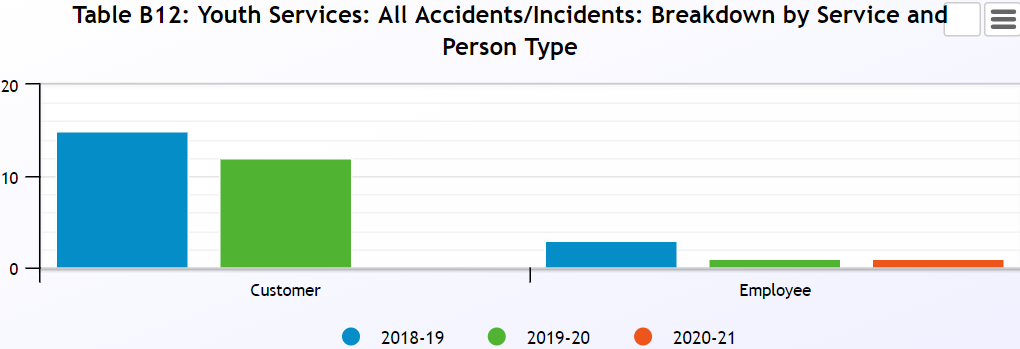 Table B12: Youth Services: All Accidents/Incidents: Breakdown by Service and
Person Type
20
10
0
Customer
Employee
2018-19
2019-20
2020-21